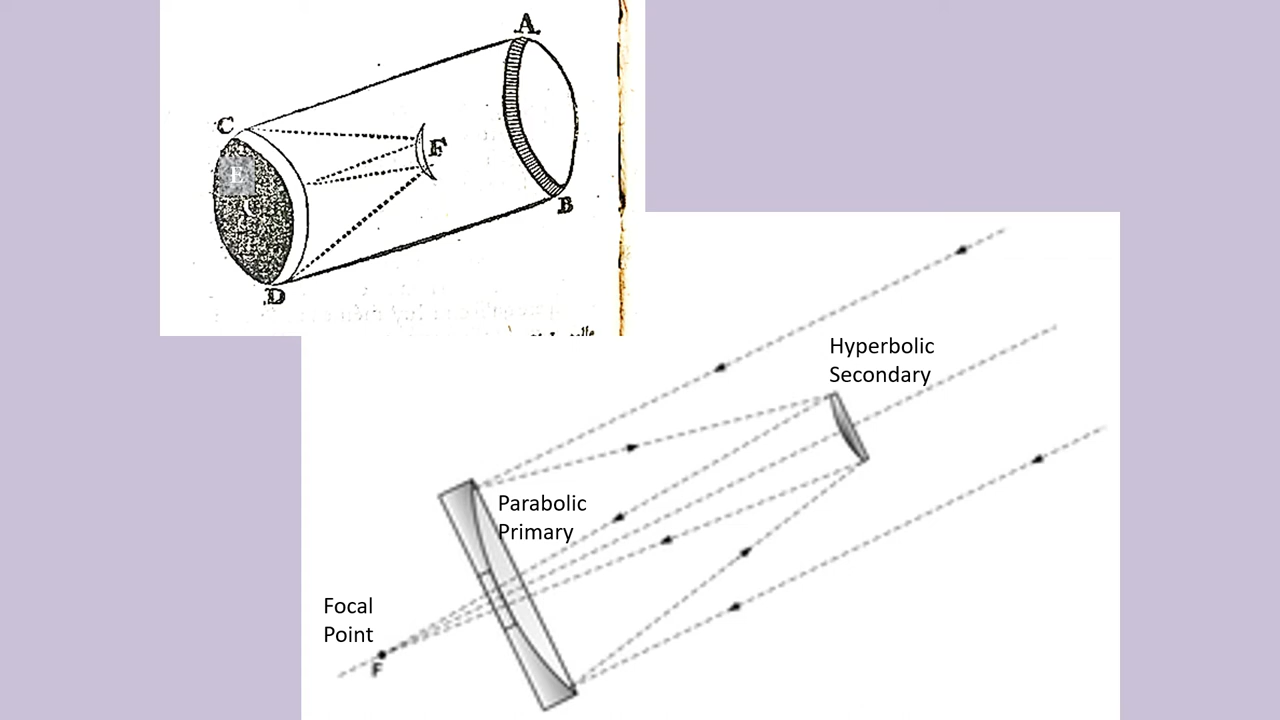 A
C
F
E
B
D
Hyperbolic
Secondary
Parabolic
Primary
Focal
Point
F